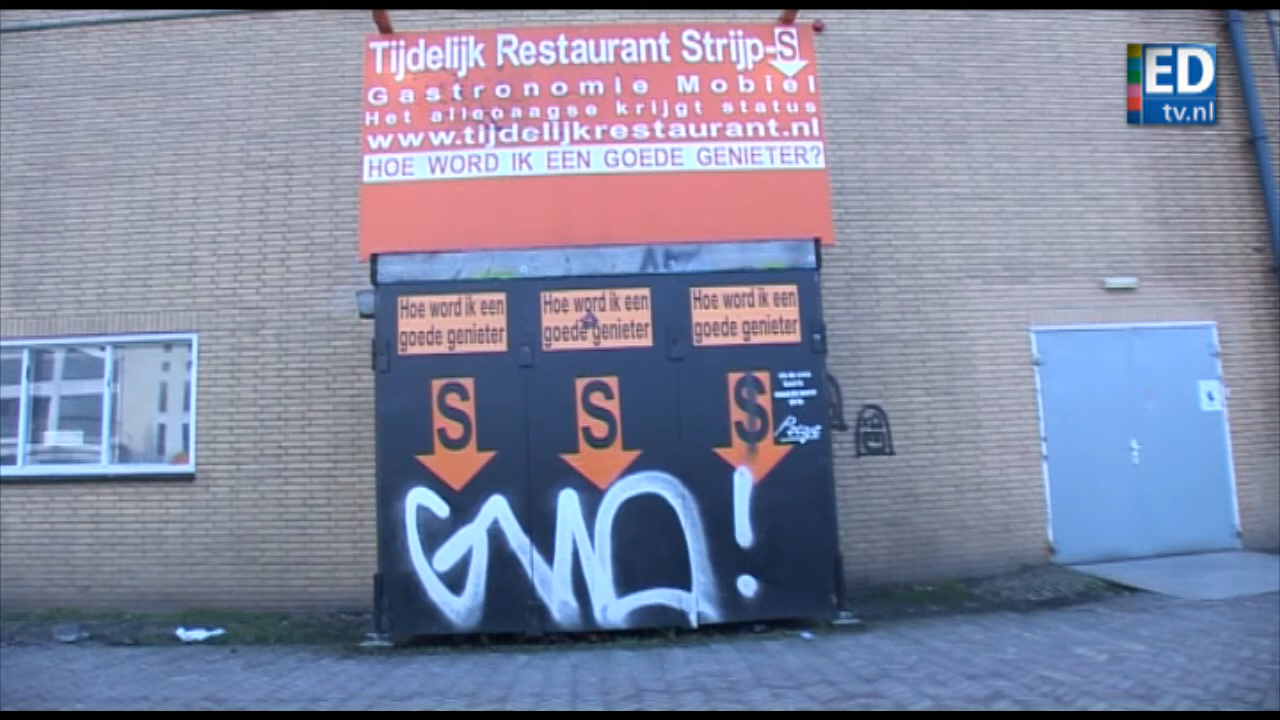 Tijdelijk Restaurant Strijp-S
Gastronomie Mobiel
Het alledaagse krijgt status
www.tijdelijkrestaurant.nl
HOE WORD IK EEN GOEDE GENIETER?
ED
tv.nl
Hoe word ik een
goede genieter
Hoe word ik een
goede genieter
Hoe word ik een
goede genieter
S
S
S